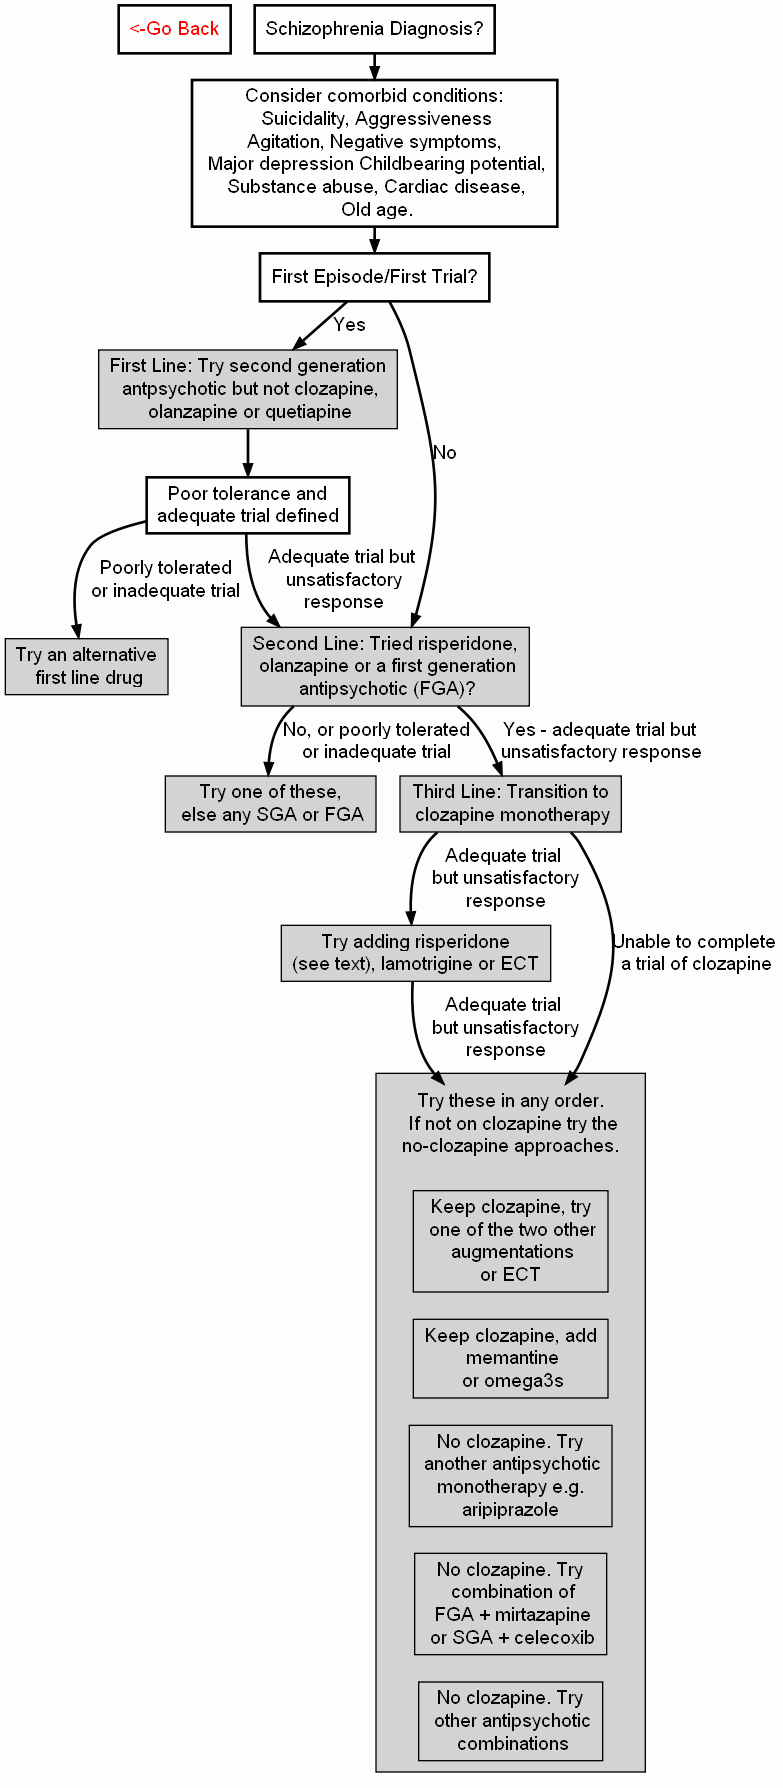 <-Go Back
Schizophrenia Diagnosis?
Consider comorbid conditions:
Suicidality, Aggressiveness
Agitation, Negative symptoms,
Major depression Childbearing potential,
Substance abuse, Cardiac disease,
Old age.
First Episode/First Trial?
Yes
First Line: Try second generation
antpsychotic but not clozapine,
olanzapine or quetiapine
No
Poor tolerance and
adequate trial defined
Poorly tolerated
or inadequate trial
Adequate trial but
unsatisfactory
response
Try an alternative
first line drug
Second Line: Tried risperidone,
olanzapine or a first generation
antipsychotic (FGA)?
No, or poorly tolerated
or inadequate trial
Yes - adequate trial but
unsatisfactory response
Try one of these,
else any SGA or FGA
Third Line: Transition to
clozapine monotherapy
Adequate trial
but unsatisfactory
response
Unable to complete
a trial of clozapine
Try adding risperidone
(see text), lamotrigine or ECT
Adequate trial
but unsatisfactory
response
Try these in any order.
If not on clozapine try the
no-clozapine approaches.
Keep clozapine, try
one of the two other
augmentations
or ECT
Keep clozapine, add
memantine
or omega3s
No clozapine. Try
another antipsychotic
monotherapy e.g.
aripiprazole
No clozapine. Try
combination of
FGA + mirtazapine
or SGA + celecoxib
No clozapine. Try
other antipsychotic
combinations